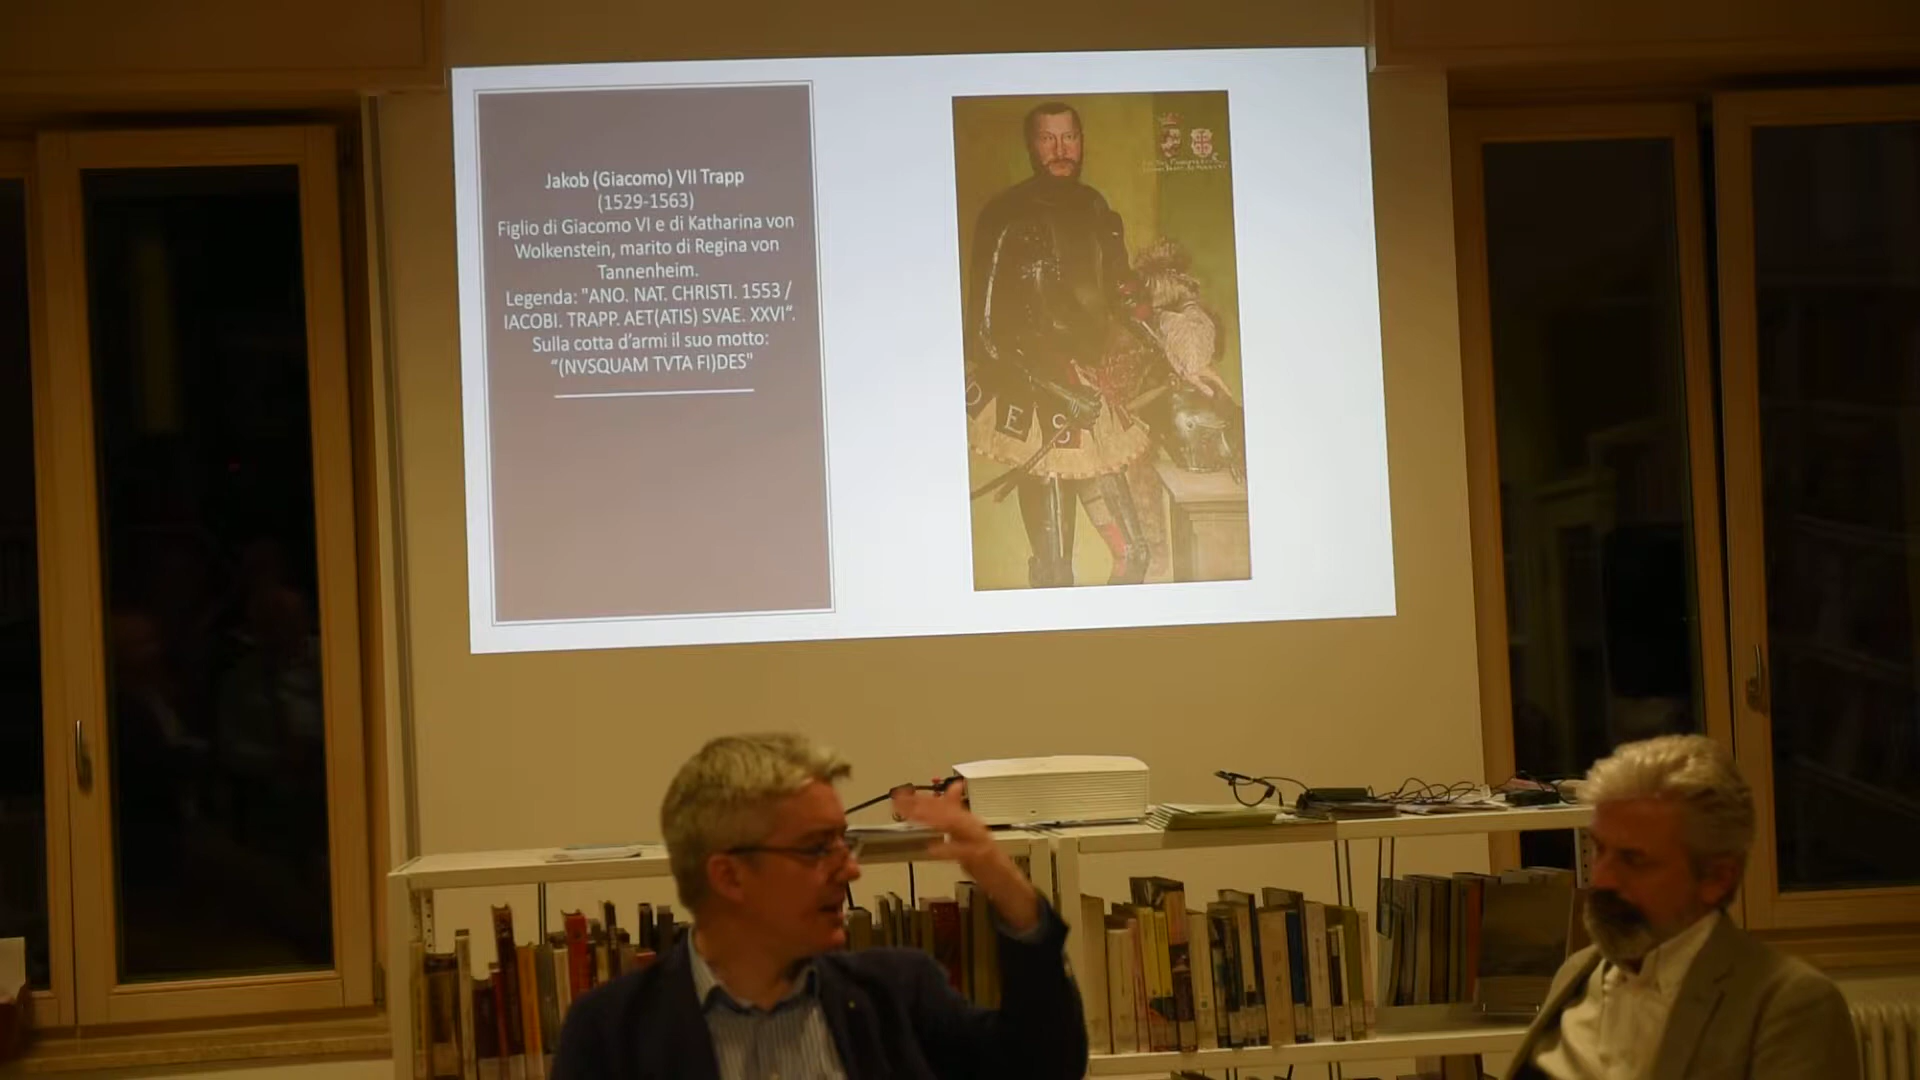 Jakob (Giacomo) VII Trapp
(1529-1563)
Figlio di Giacomo VI e di Katharina von
Wolkenstein, marito di Regina von
Tannenheim.
Legenda: "ANO. NAT. CHRISTI. 1553 /
IACOBI. TRAPP. AET(ATIS) SVAE. XXVI".
Sulla cotta d'armi il suo motto:
"(NVSQUAM TVTA FI)DES"
D E S